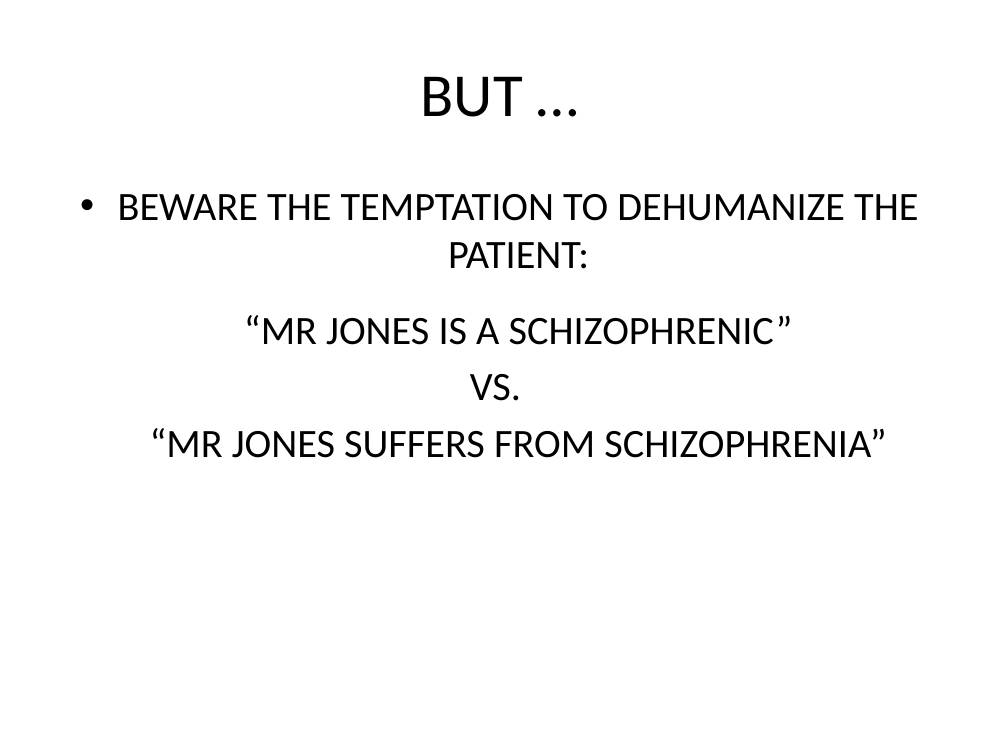 BUT …
• BEWARE THE TEMPTATION TO DEHUMANIZE THE
PATIENT:
“MR JONES IS A SCHIZOPHRENIC”
VS.
“MR JONES SUFFERS FROM SCHIZOPHRENIA”